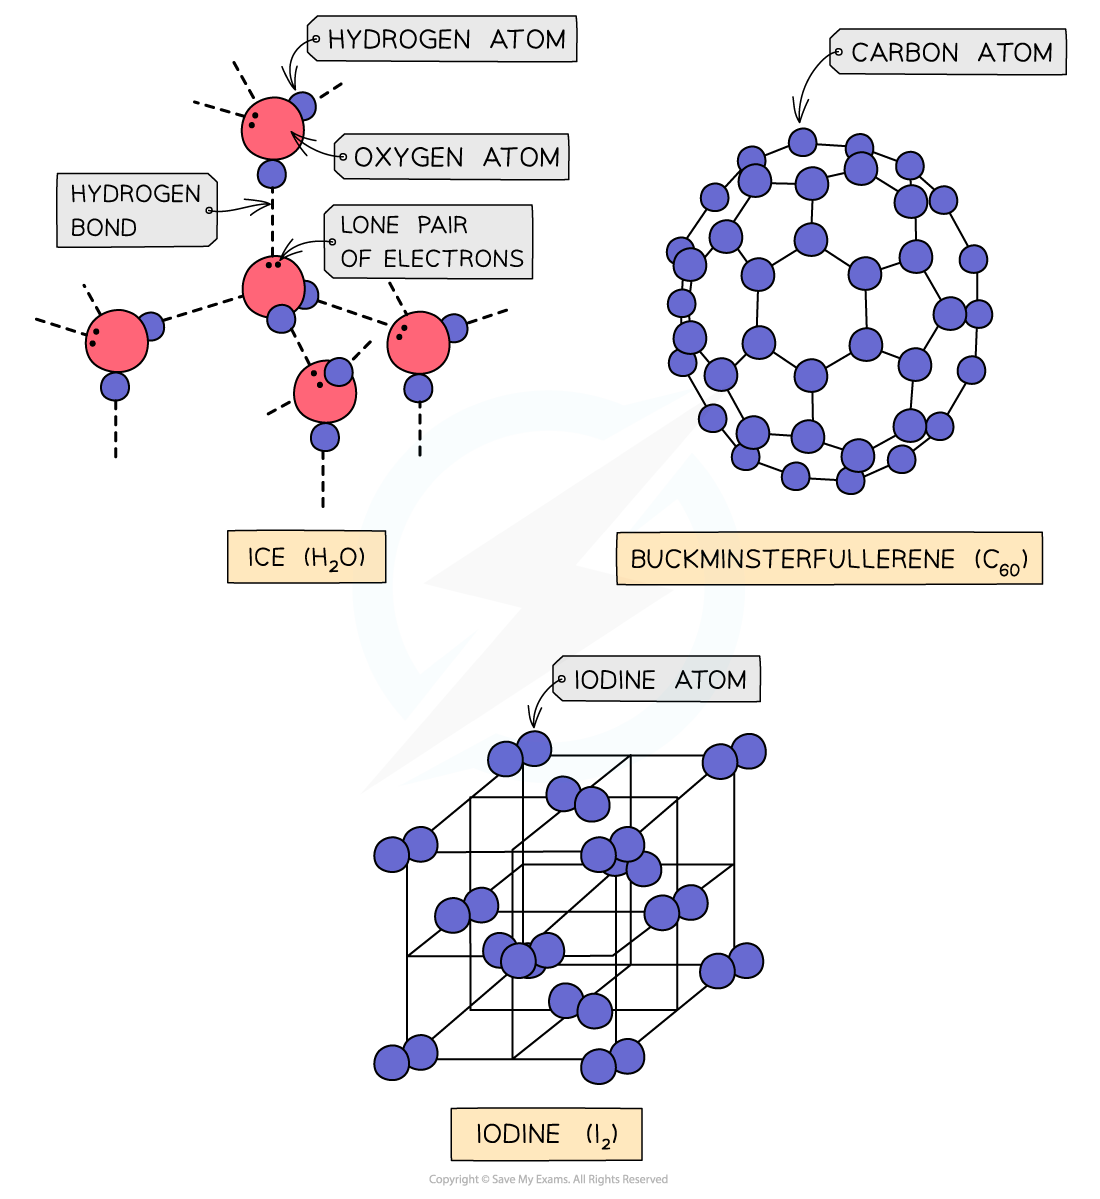 HYDROGEN ATOM
OXYGEN ATOM
HYDROGEN
BOND
LONE PAIR
OF ELECTRONS
ICE (H₂O)
CARBON ATOM
BUCKMINSTERFULLERENE (C₆₀)
IODINE ATOM
IODINE (I₂)
Copyright © Save My Exams. All Rights Reserved